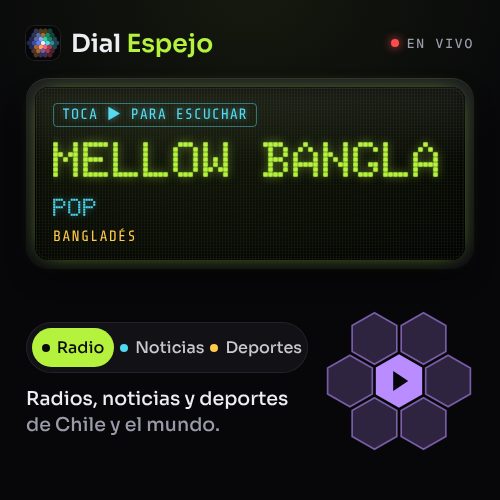 Dial Espejo
EN VIVO
TOCA ▶ PARA ESCUCHAR
MELLOW BANGLA
POP
BANGLADÉS
Radio Noticias Deportes
Radios, noticias y deportes
de Chile y el mundo.